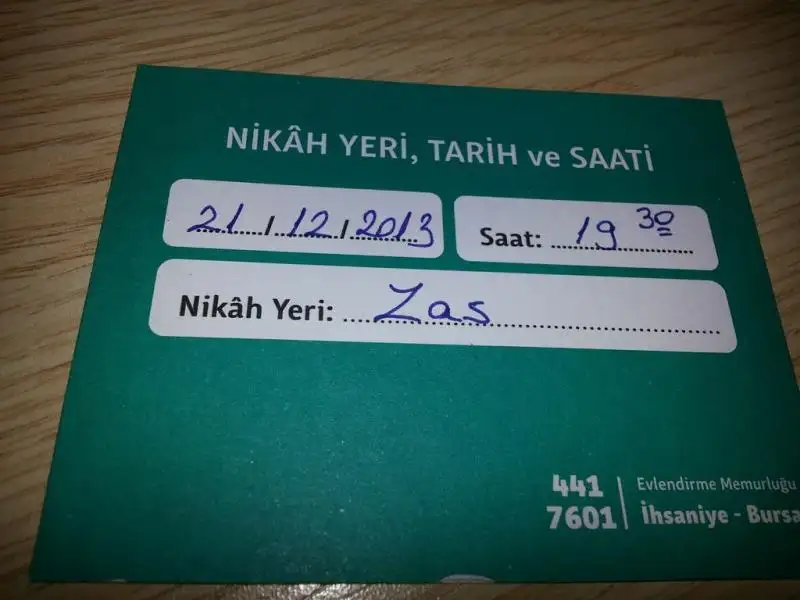 NİKÂH YERİ, TARİH ve SAATİ
21 / 12 / 2013 Saat: 19 30
Nikâh Yeri: Zas
441 Evlendirme Memurluğu
7601 İhsaniye - Bursa